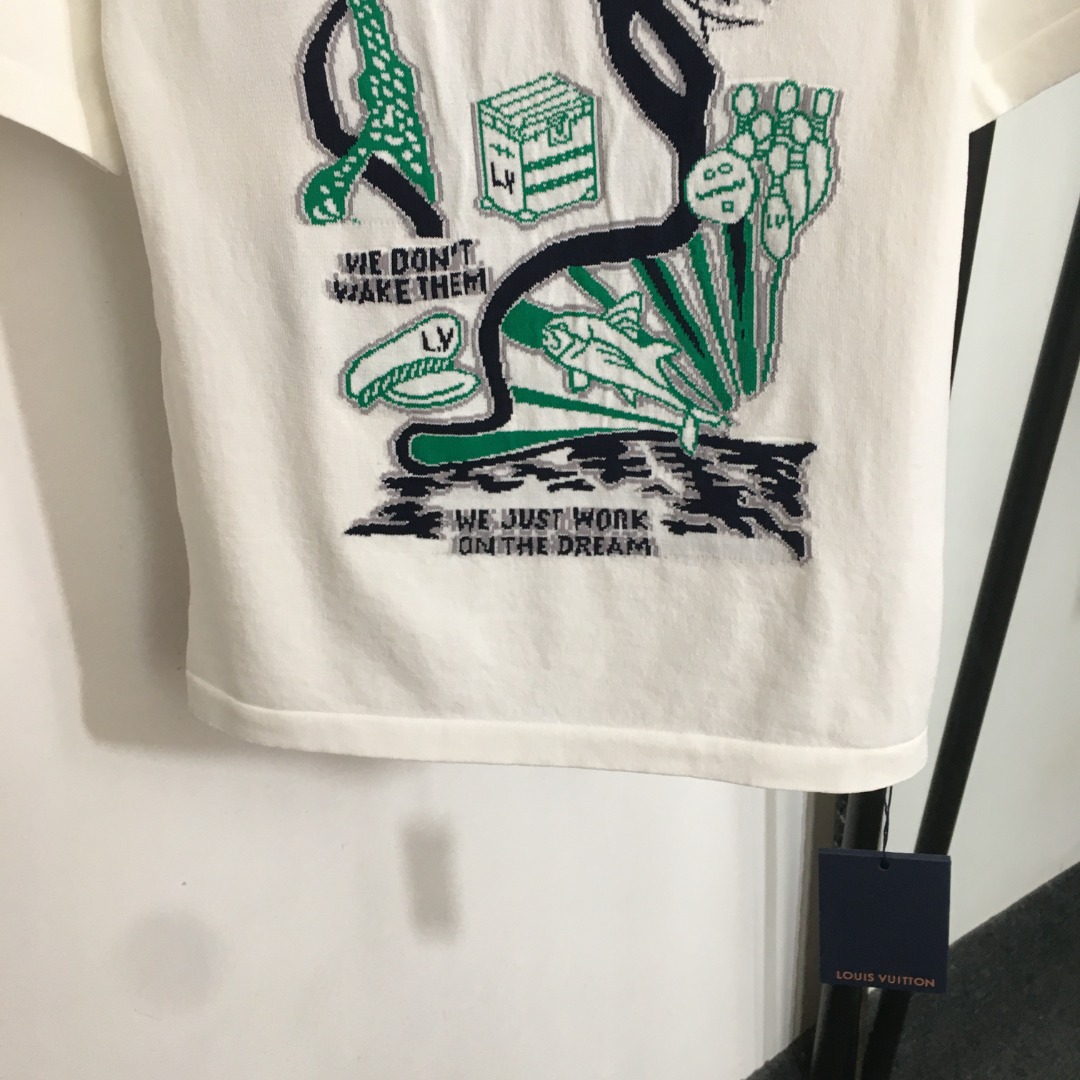 LV
LV
WE DON'T
WAKE THEM
LV
WE JUST WORK
ON THE DREAM
LOUIS VUITTON